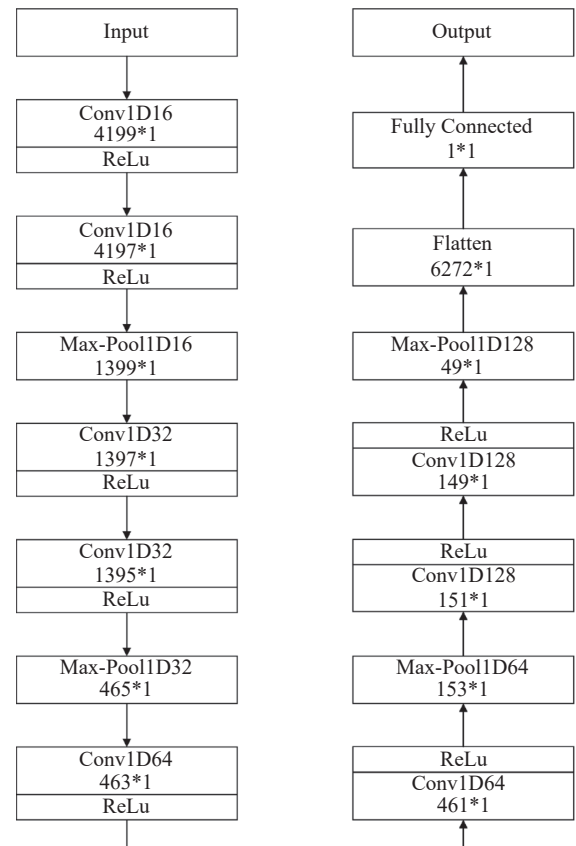 Input
Conv1D16
4199*1
ReLu
Conv1D16
4197*1
ReLu
Max-Pool1D16
1399*1
Conv1D32
1397*1
ReLu
Conv1D32
1395*1
ReLu
Max-Pool1D32
465*1
Conv1D64
463*1
ReLu
Output
Fully Connected
1*1
Flatten
6272*1
Max-Pool1D128
49*1
ReLu
Conv1D128
149*1
ReLu
Conv1D128
151*1
Max-Pool1D64
153*1
ReLu
Conv1D64
461*1